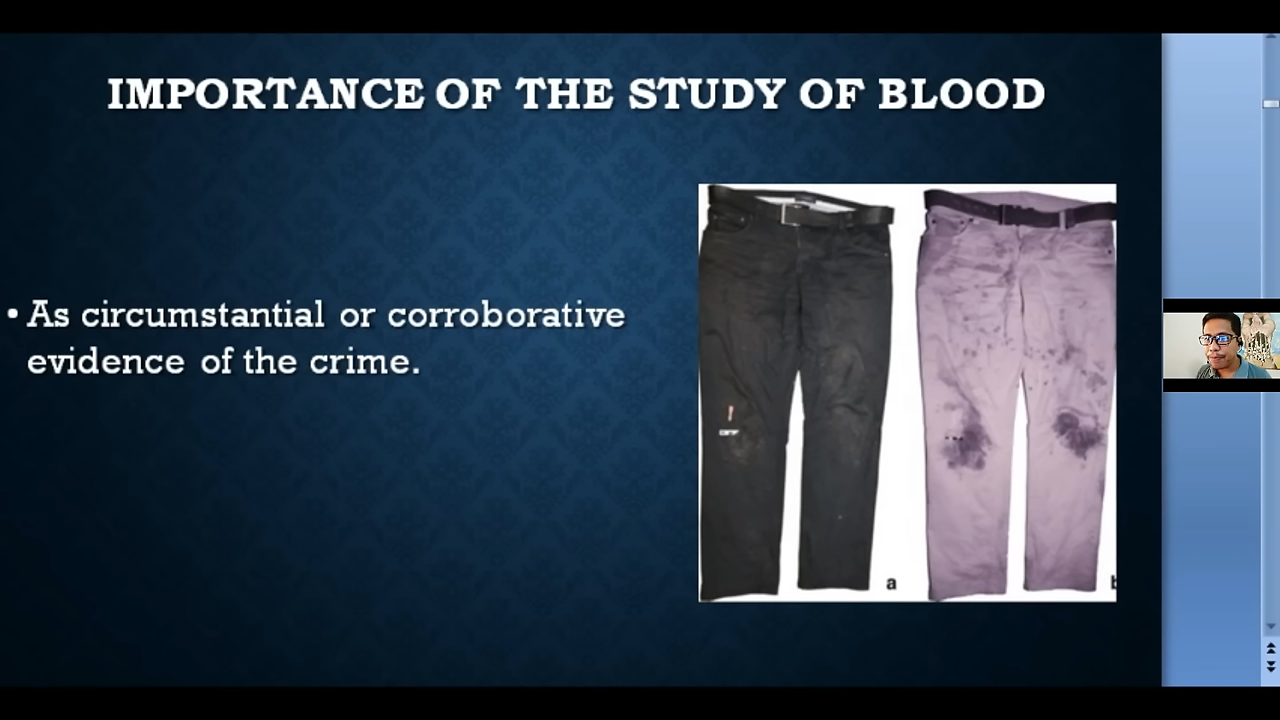 IMPORTANCE OF THE STUDY OF BLOOD
• As circumstantial or corroborative
evidence of the crime.
a